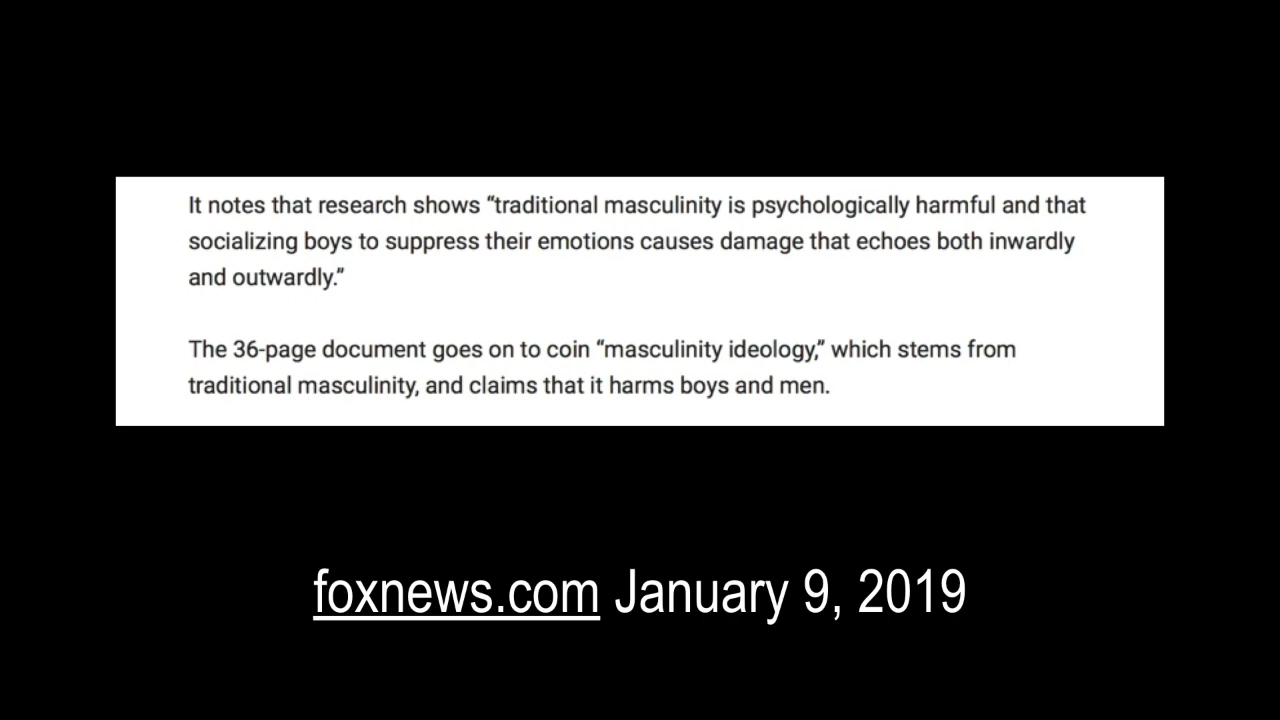 It notes that research shows “traditional masculinity is psychologically harmful and that
socializing boys to suppress their emotions causes damage that echoes both inwardly
and outwardly.”
The 36-page document goes on to coin “masculinity ideology,” which stems from
traditional masculinity, and claims that it harms boys and men.
foxnews.com January 9, 2019